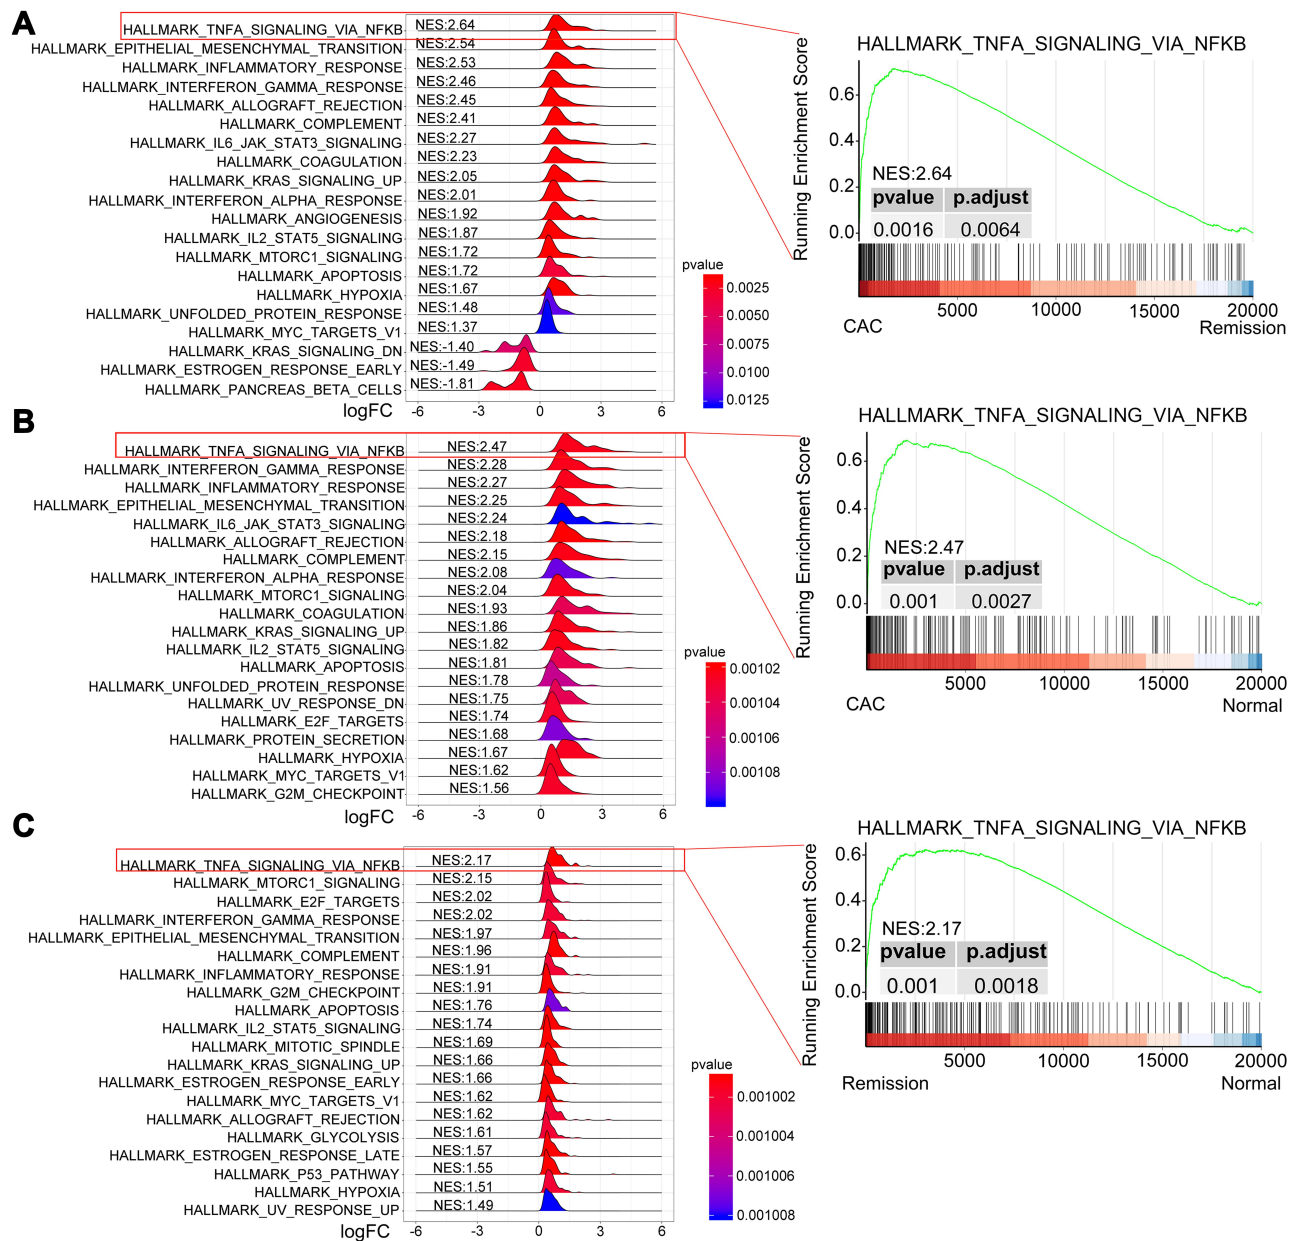 A
HALLMARK_TNFA_SIGNALING_VIA_NFKB NES:2.64
HALLMARK_EPITHELIAL_MESENCHYMAL_TRANSITION NES:2.54
HALLMARK_INFLAMMATORY_RESPONSE NES:2.53
HALLMARK_INTERFERON_GAMMA_RESPONSE NES:2.46
HALLMARK_ALLOGRAFT_REJECTION NES:2.45
HALLMARK_COMPLEMENT NES:2.41
HALLMARK_IL6_JAK_STAT3_SIGNALING NES:2.27
HALLMARK_COAGULATION NES:2.23
HALLMARK_KRAS_SIGNALING_UP NES:2.05
HALLMARK_INTERFERON_ALPHA_RESPONSE NES:2.01
HALLMARK_ANGIOGENESIS NES:1.92
HALLMARK_IL2_STAT5_SIGNALING NES:1.87
HALLMARK_MTORC1_SIGNALING NES:1.72
HALLMARK_APOPTOSIS NES:1.72
HALLMARK_HYPOXIA NES:1.67
HALLMARK_UNFOLDED_PROTEIN_RESPONSE NES:1.48
HALLMARK_MYC_TARGETS_V1 NES:1.37
HALLMARK_KRAS_SIGNALING_DN NES:-1.40
HALLMARK_ESTROGEN_RESPONSE_EARLY NES:-1.49
HALLMARK_PANCREAS_BETA_CELLS NES:-1.81
logFC -6 -3 0 3 6
pvalue
0.0025
0.0050
0.0075
0.0100
0.0125
HALLMARK_TNFA_SIGNALING_VIA_NFKB
Running Enrichment Score
0.6
0.4
0.2
0.0
NES:2.64
pvalue p.adjust
0.0016 0.0064
5000 10000 15000 20000
CAC Remission
B
HALLMARK_TNFA_SIGNALING_VIA_NFKB NES:2.47
HALLMARK_INTERFERON_GAMMA_RESPONSE NES:2.28
HALLMARK_INFLAMMATORY_RESPONSE NES:2.27
HALLMARK_EPITHELIAL_MESENCHYMAL_TRANSITION NES:2.25
HALLMARK_IL6_JAK_STAT3_SIGNALING NES:2.24
HALLMARK_ALLOGRAFT_REJECTION NES:2.18
HALLMARK_COMPLEMENT NES:2.15
HALLMARK_INTERFERON_ALPHA_RESPONSE NES:2.08
HALLMARK_MTORC1_SIGNALING NES:2.04
HALLMARK_COAGULATION NES:1.93
HALLMARK_KRAS_SIGNALING_UP NES:1.86
HALLMARK_IL2_STAT5_SIGNALING NES:1.82
HALLMARK_APOPTOSIS NES:1.81
HALLMARK_UNFOLDED_PROTEIN_RESPONSE NES:1.78
HALLMARK_UV_RESPONSE_DN NES:1.75
HALLMARK_E2F_TARGETS NES:1.74
HALLMARK_PROTEIN_SECRETION NES:1.68
HALLMARK_HYPOXIA NES:1.67
HALLMARK_MYC_TARGETS_V1 NES:1.62
HALLMARK_G2M_CHECKPOINT NES:1.56
logFC -6 -3 0 3 6
pvalue
0.00102
0.00104
0.00106
0.00108
HALLMARK_TNFA_SIGNALING_VIA_NFKB
Running Enrichment Score
0.6
0.4
0.2
0.0
NES:2.47
pvalue p.adjust
0.001 0.0027
5000 10000 15000 20000
CAC Normal
C
HALLMARK_TNFA_SIGNALING_VIA_NFKB NES:2.17
HALLMARK_MTORC1_SIGNALING NES:2.15
HALLMARK_E2F_TARGETS NES:2.02
HALLMARK_INTERFERON_GAMMA_RESPONSE NES:2.02
HALLMARK_EPITHELIAL_MESENCHYMAL_TRANSITION NES:1.97
HALLMARK_COMPLEMENT NES:1.96
HALLMARK_INFLAMMATORY_RESPONSE NES:1.91
HALLMARK_G2M_CHECKPOINT NES:1.91
HALLMARK_APOPTOSIS NES:1.76
HALLMARK_IL2_STAT5_SIGNALING NES:1.74
HALLMARK_MITOTIC_SPINDLE NES:1.69
HALLMARK_KRAS_SIGNALING_UP NES:1.66
HALLMARK_ESTROGEN_RESPONSE_EARLY NES:1.66
HALLMARK_MYC_TARGETS_V1 NES:1.62
HALLMARK_ALLOGRAFT_REJECTION NES:1.62
HALLMARK_GLYCOLYSIS NES:1.61
HALLMARK_ESTROGEN_RESPONSE_LATE NES:1.57
HALLMARK_P53_PATHWAY NES:1.55
HALLMARK_HYPOXIA NES:1.51
HALLMARK_UV_RESPONSE_UP NES:1.49
logFC -6 -3 0 3 6
pvalue
0.001002
0.001004
0.001006
0.001008
HALLMARK_TNFA_SIGNALING_VIA_NFKB
Running Enrichment Score
0.6
0.4
0.2
0.0
NES:2.17
pvalue p.adjust
0.001 0.0018
5000 10000 15000 20000
Remission Normal